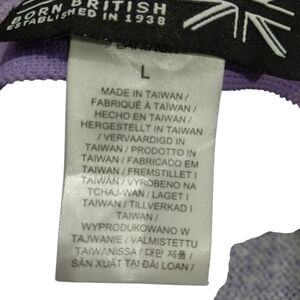 BORN BRITISH
ESTABLISHED IN 1938
L
MADE IN TAIWAN /
FABRIQUÉ À TAÏWAN /
HECHO EN TAIWÁN /
HERGESTELLT IN TAIWAN
/ VERVAARDIGD IN
TAIWAN / PRODOTTO IN
TAIWAN / FABRICADO EM
TAIWAN / FREMSTILLET I
TAIWAN / VYROBENO NA
TCHAJ-WAN / LAGET I
TAIWAN / TILLVERKAD I
TAIWAN /
WYPRODUKOWANO W
TAJWANIE / VALMISTETTU
TAIWANISSA / 대만 제품 /
SẢN XUẤT TẠI ĐÀI LOAN /